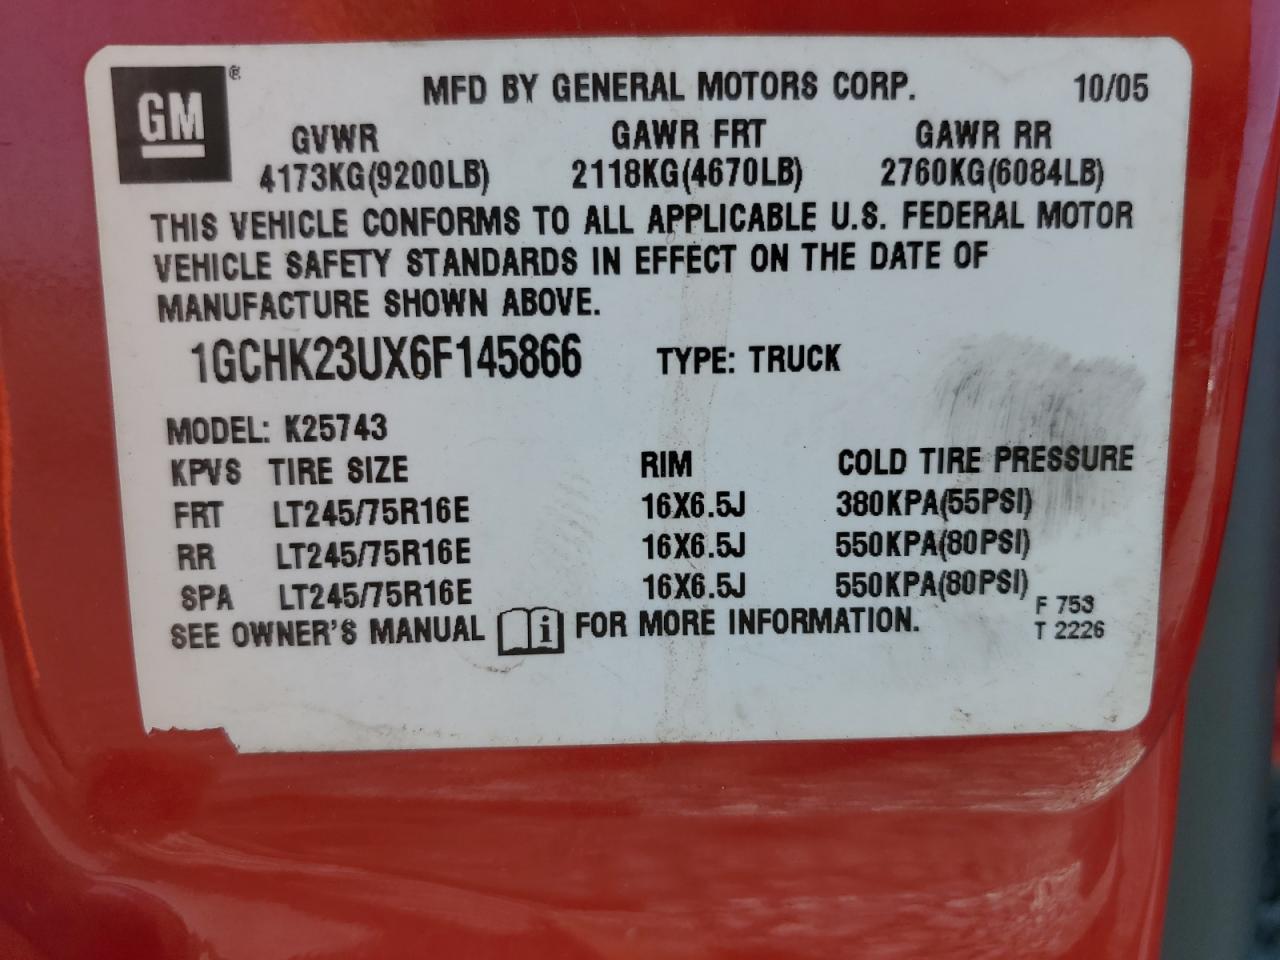 GM ® MFD BY GENERAL MOTORS CORP. 10/05
GVWR GAWR FRT GAWR RR
4173KG(9200LB) 2118KG(4670LB) 2760KG(6084LB)
THIS VEHICLE CONFORMS TO ALL APPLICABLE U.S. FEDERAL MOTOR
VEHICLE SAFETY STANDARDS IN EFFECT ON THE DATE OF
MANUFACTURE SHOWN ABOVE.
1GCHK23UX6F145866 TYPE: TRUCK
MODEL: K25743
KPVS TIRE SIZE RIM COLD TIRE PRESSURE
FRT LT245/75R16E 16X6.5J 380KPA(55PSI)
RR LT245/75R16E 16X6.5J 550KPA(80PSI)
SPA LT245/75R16E 16X6.5J 550KPA(80PSI)
SEE OWNER'S MANUAL i FOR MORE INFORMATION.
F 753
T 2226